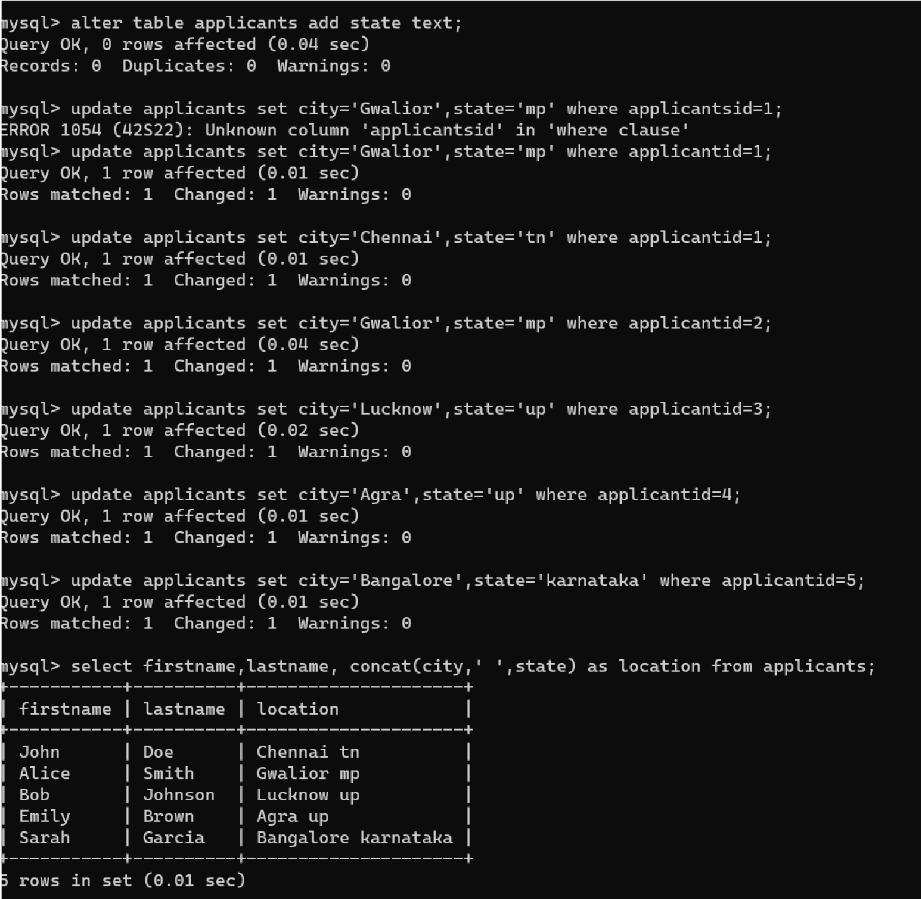 mysql> alter table applicants add state text;
Query OK, 0 rows affected (0.04 sec)
Records: 0  Duplicates: 0  Warnings: 0

mysql> update applicants set city='Gwalior',state='mp' where applicantsid=1;
ERROR 1054 (42S22): Unknown column 'applicantsid' in 'where clause'
mysql> update applicants set city='Gwalior',state='mp' where applicantid=1;
Query OK, 1 row affected (0.01 sec)
Rows matched: 1  Changed: 1  Warnings: 0

mysql> update applicants set city='Chennai',state='tn' where applicantid=1;
Query OK, 1 row affected (0.01 sec)
Rows matched: 1  Changed: 1  Warnings: 0

mysql> update applicants set city='Gwalior',state='mp' where applicantid=2;
Query OK, 1 row affected (0.04 sec)
Rows matched: 1  Changed: 1  Warnings: 0

mysql> update applicants set city='Lucknow',state='up' where applicantid=3;
Query OK, 1 row affected (0.02 sec)
Rows matched: 1  Changed: 1  Warnings: 0

mysql> update applicants set city='Agra',state='up' where applicantid=4;
Query OK, 1 row affected (0.01 sec)
Rows matched: 1  Changed: 1  Warnings: 0

mysql> update applicants set city='Bangalore',state='karnataka' where applicantid=5;
Query OK, 1 row affected (0.01 sec)
Rows matched: 1  Changed: 1  Warnings: 0

mysql> select firstname,lastname, concat(city,' ',state) as location from applicants;
+-----------+----------+---------------------+
| firstname | lastname | location            |
+-----------+----------+---------------------+
| John      | Doe      | Chennai tn          |
| Alice     | Smith    | Gwalior mp          |
| Bob       | Johnson  | Lucknow up          |
| Emily     | Brown    | Agra up             |
| Sarah     | Garcia   | Bangalore karnataka |
+-----------+----------+---------------------+
5 rows in set (0.01 sec)